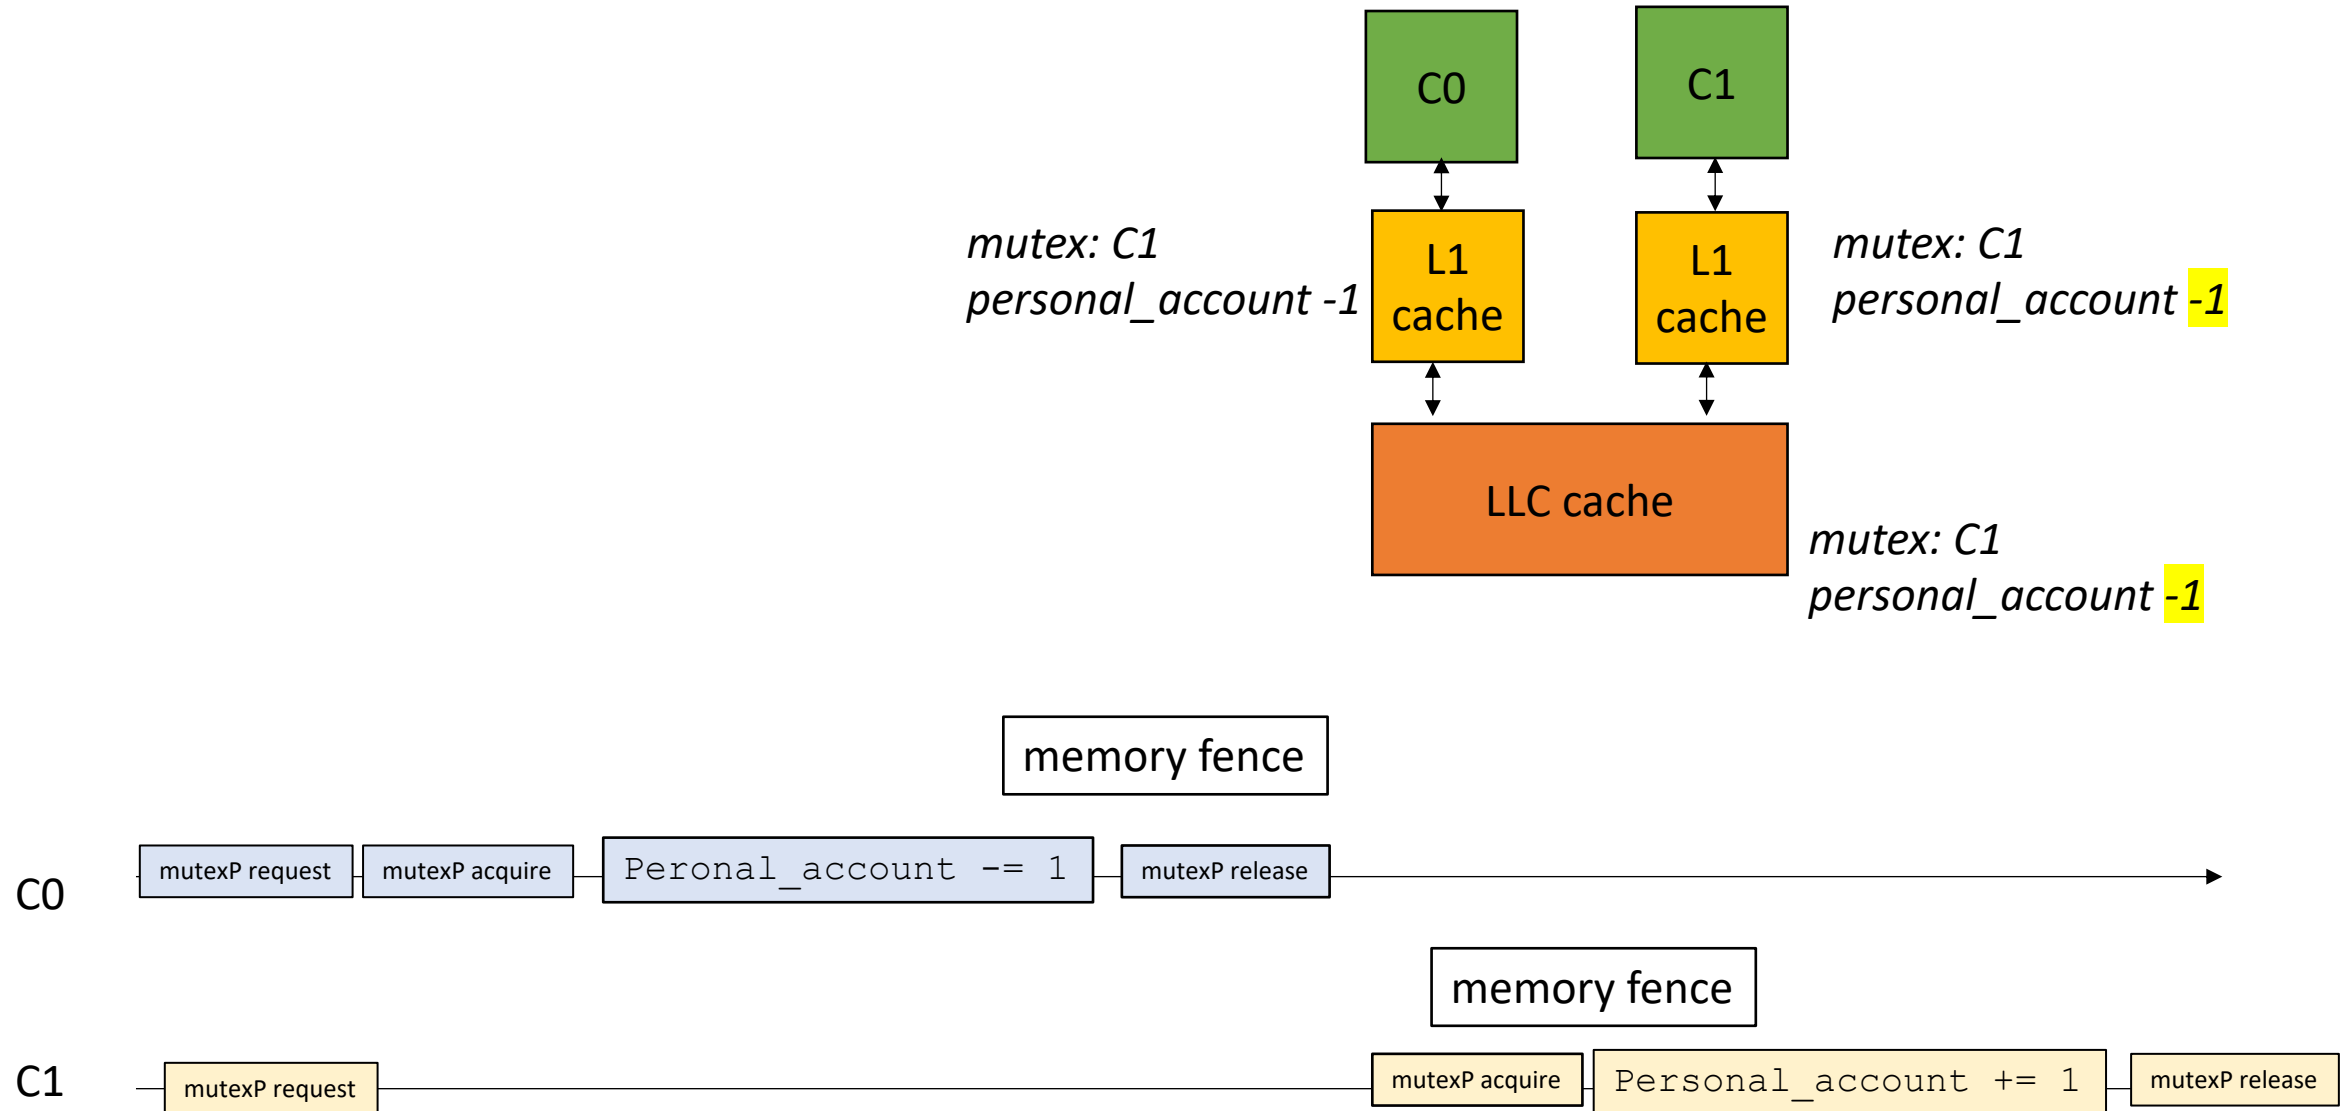 C0
C1
mutex: C1
personal_account -1
L1
cache
L1
cache
mutex: C1
personal_account -1
LLC cache
mutex: C1
personal_account -1
memory fence
C0
mutexP request
mutexP acquire
Peronal_account -= 1
mutexP release
memory fence
C1
mutexP request
mutexP acquire
Personal_account += 1
mutexP release